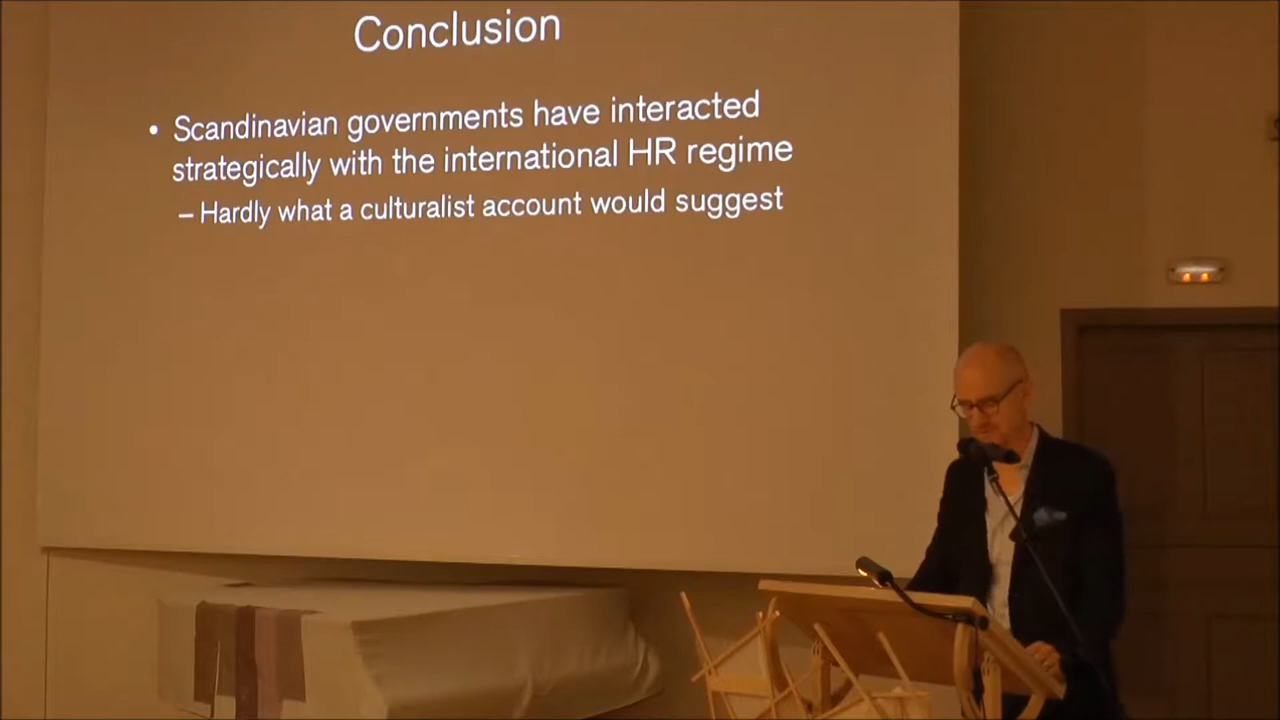 Conclusion
• Scandinavian governments have interacted
strategically with the international HR regime
– Hardly what a culturalist account would suggest